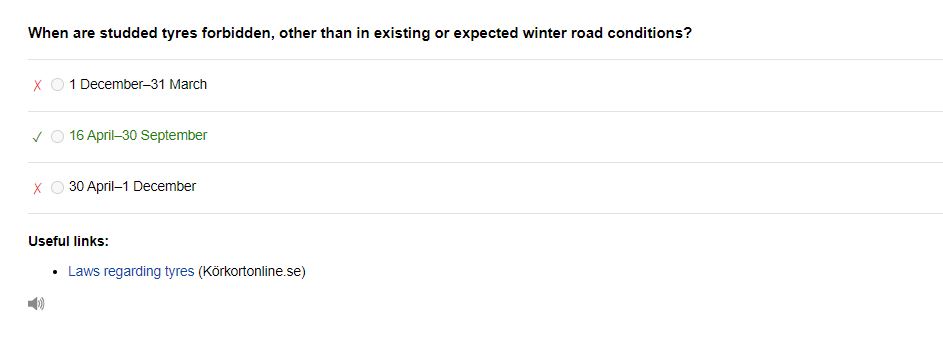 When are studded tyres forbidden, other than in existing or expected winter road conditions?
✗ 1 December–31 March
✓ 16 April–30 September
✗ 30 April–1 December
Useful links:
• Laws regarding tyres (Körkortonline.se)